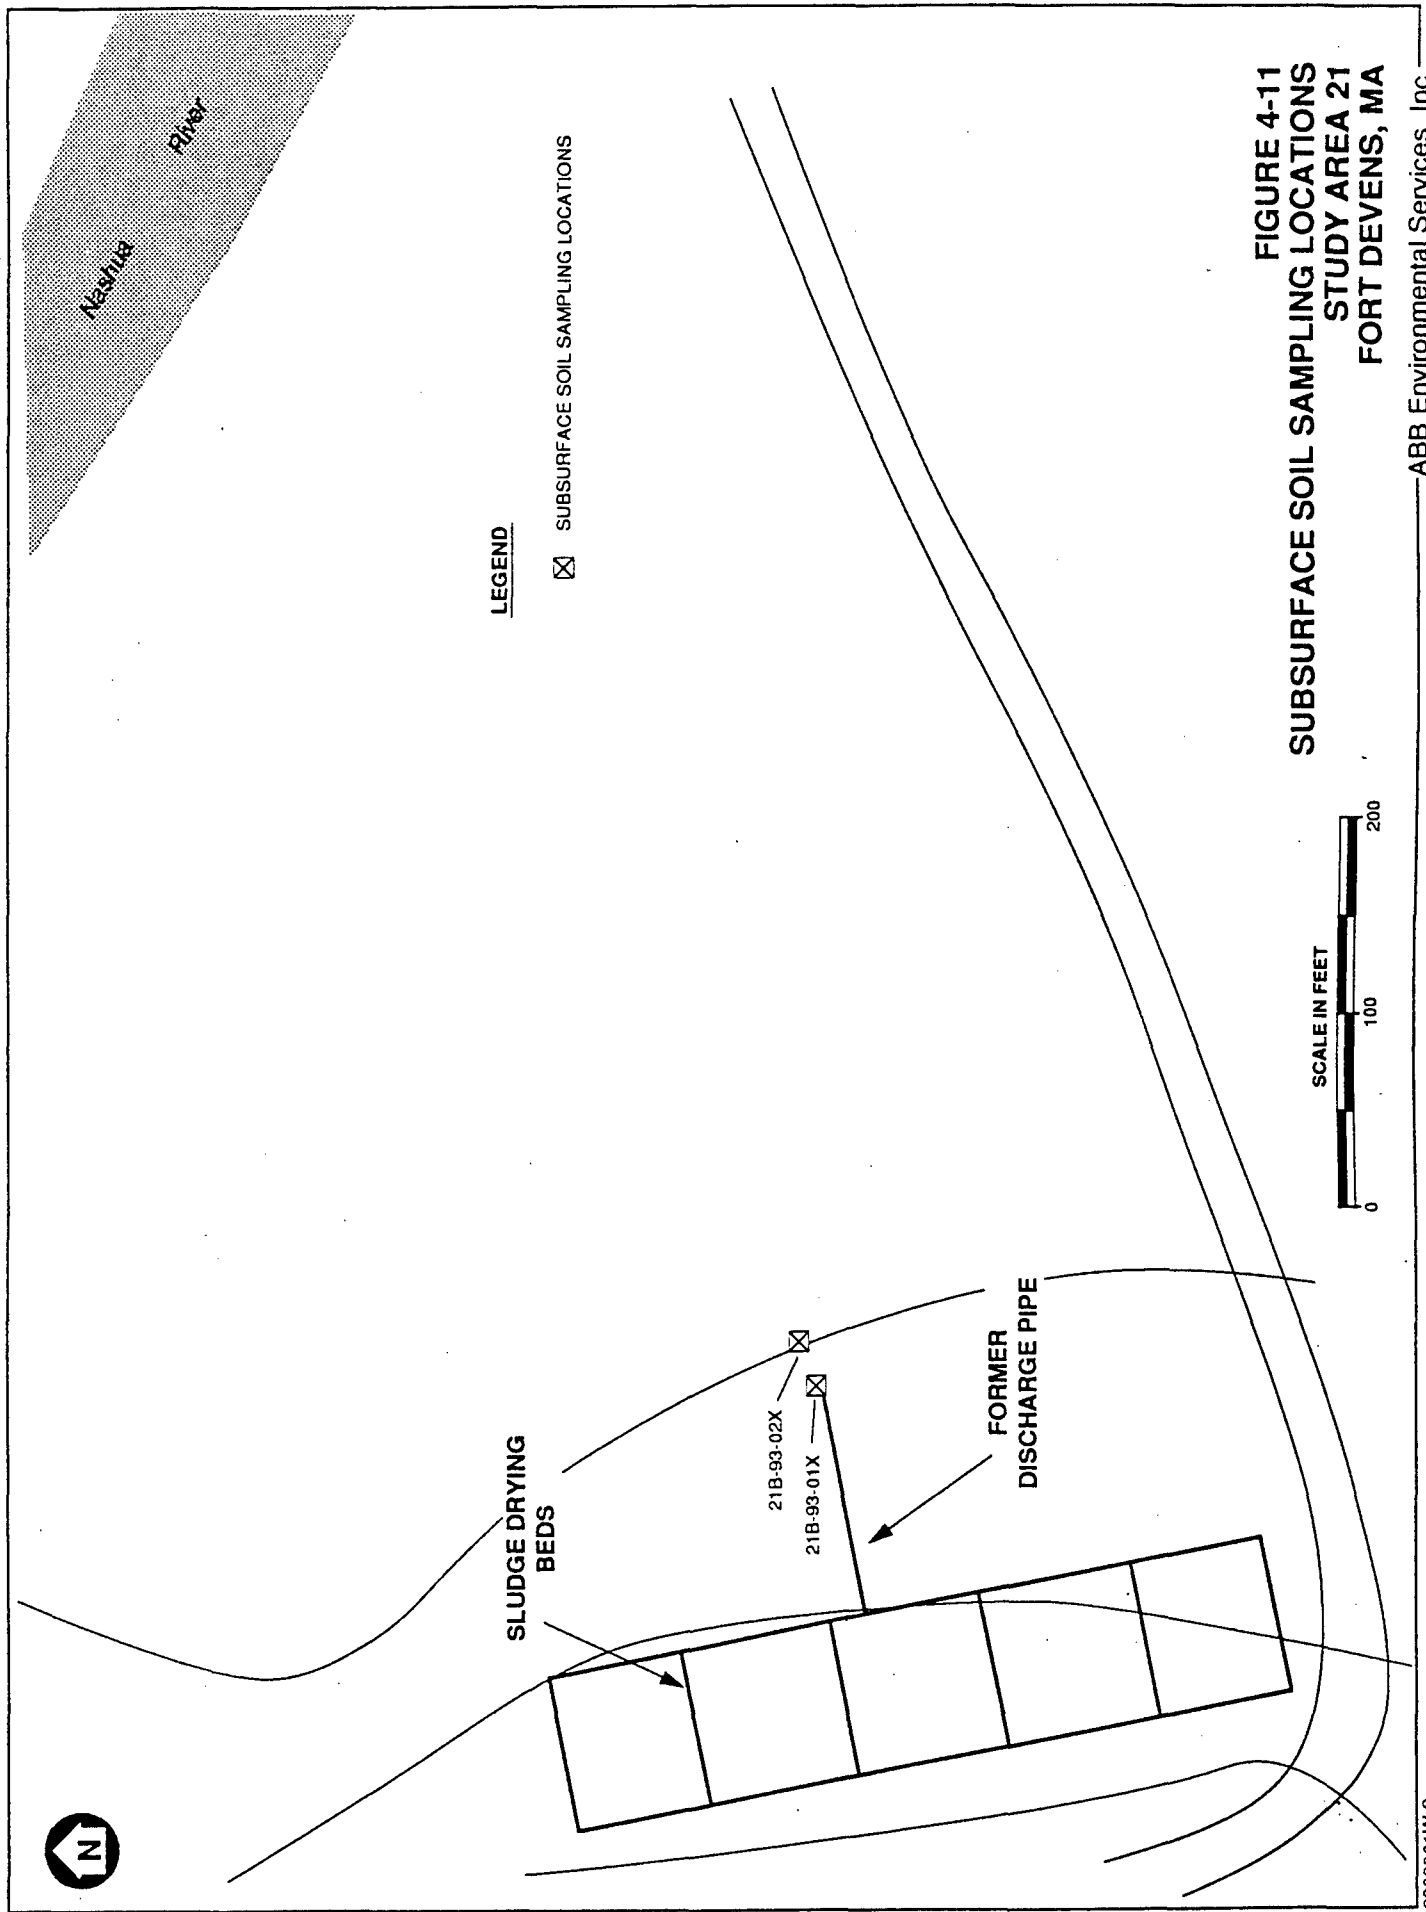 N
Nashua River
LEGEND
SUBSURFACE SOIL SAMPLING LOCATIONS
SLUDGE DRYING
BEDS
21B-93-02X
21B-93-01X
FORMER
DISCHARGE PIPE
SCALE IN FEET
0 100 200
FIGURE 4-11
SUBSURFACE SOIL SAMPLING LOCATIONS
STUDY AREA 21
FORT DEVENS, MA
ABB Environmental Services, Inc.